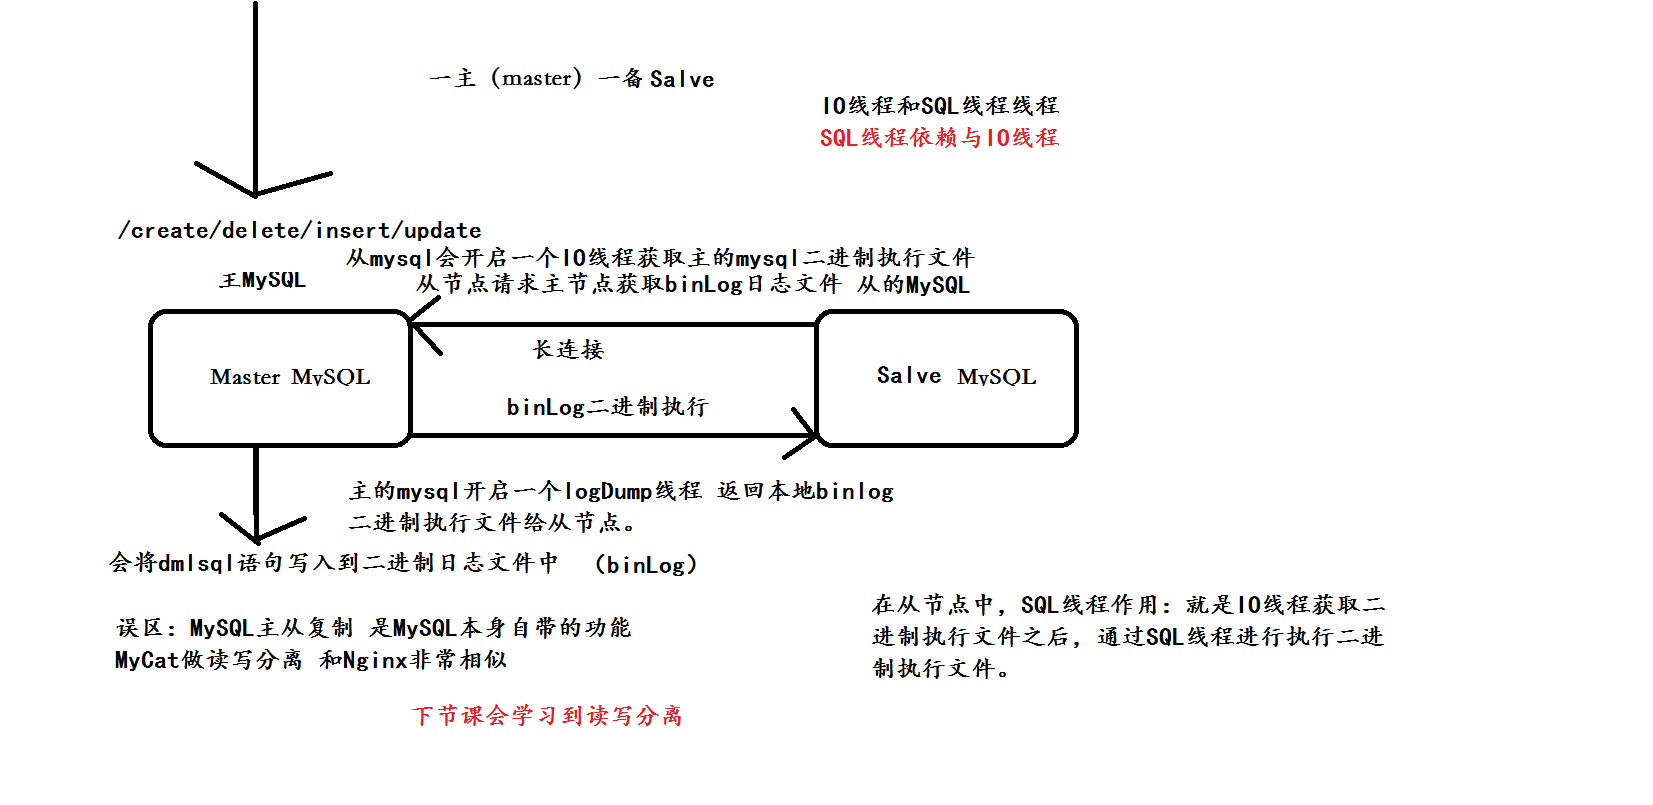 一主（master）一备 Salve
IO线程和SQL线程线程
SQL线程依赖与IO线程
/create/delete/insert/update
从mysql会开启一个IO线程获取主的mysql二进制执行文件
王MySQL
从节点请求主节点获取binLog日志文件 从的MySQL
长连接
Master MySQL
Salve MySQL
binLog二进制执行
主的mysql开启一个logDump线程 返回本地binlog
二进制执行文件给从节点。
会将dmlsql语句写入到二进制日志文件中 （binLog）
在从节点中，SQL线程作用：就是IO线程获取二
进制执行文件之后，通过SQL线程进行执行二进
制执行文件。
误区：MySQL主从复制 是MySQL本身自带的功能
MyCat做读写分离 和Nginx非常相似
下节课会学习到读写分离